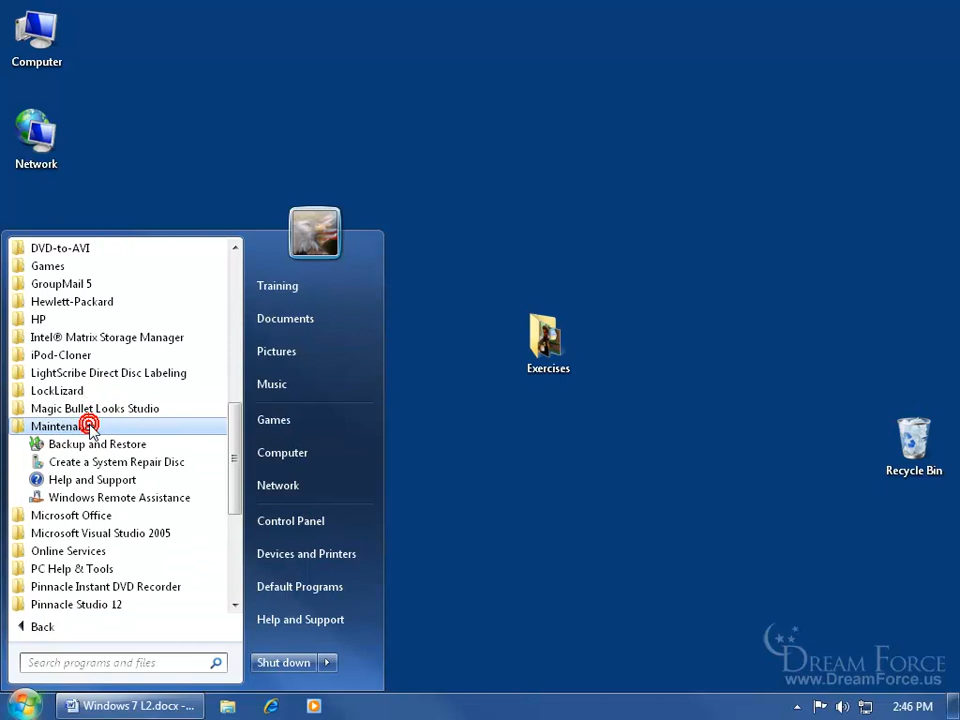 Computer
Network
DVD-to-AVI
Games
GroupMail 5
Hewlett-Packard
HP
Intel® Matrix Storage Manager
iPod-Cloner
LightScribe Direct Disc Labeling
LockLizard
Magic Bullet Looks Studio
Backup and Restore
Create a System Repair Disc
Help and Support
Windows Remote Assistance
Microsoft Office
Microsoft Visual Studio 2005
Online Services
PC Help & Tools
Pinnacle Instant DVD Recorder
Pinnacle Studio 12
Back
Search programs and files
Training
Documents
Pictures
Music
Games
Computer
Network
Control Panel
Devices and Printers
Default Programs
Help and Support
Shut down
Exercises
Recycle Bin
DREAM FORCE
www.DreamForce.us
Windows 7 L2.docx -...
2:46 PM